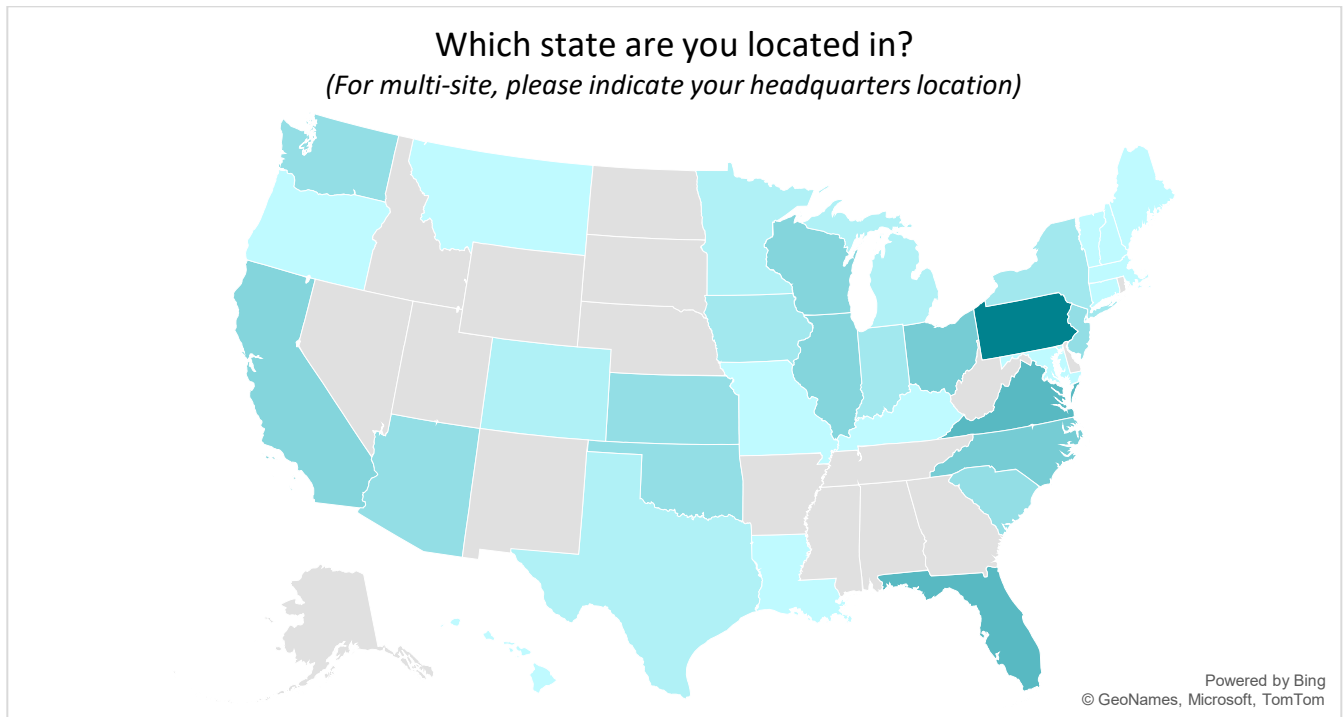 Which state are you located in?
(For multi-site, please indicate your headquarters location)
Powered by Bing
© GeoNames, Microsoft, TomTom